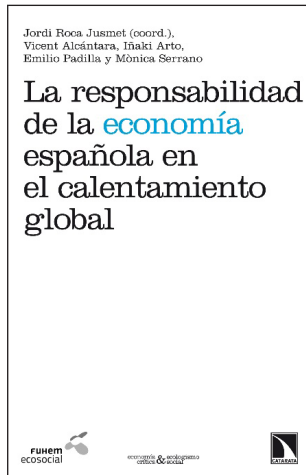 Jordi Roca Jusmet (coord.),
Vicent Alcántara, Iñaki Arto,
Emilio Padilla y Mònica Serrano
La responsabilidad
de la economía
española en
el calentamiento
global
FUHEM
ecosocial
economía & ecologismo
crítica & social
CATARATA